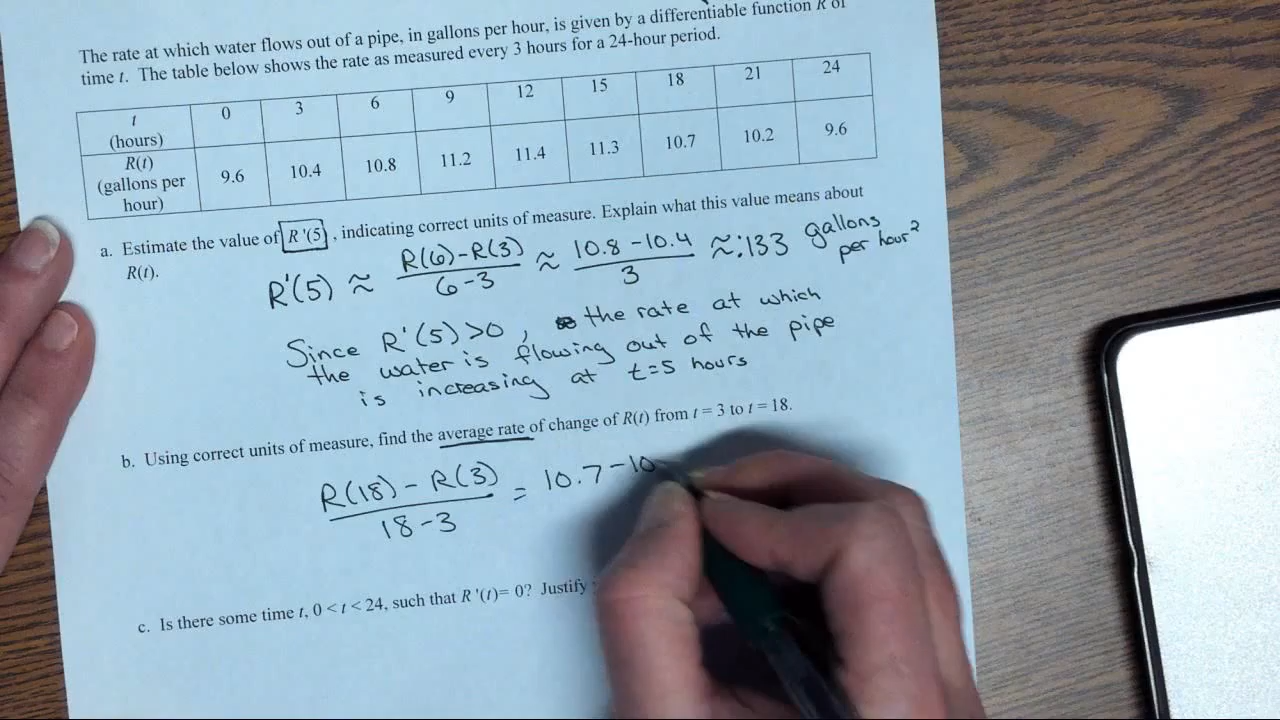 The rate at which water flows out of a pipe, in gallons per hour, is given by a differentiable function R of
time t. The table below shows the rate as measured every 3 hours for a 24-hour period.
t (hours) 0 3 6 9 12 15 18 21 24
R(t) (gallons per hour) 9.6 10.4 10.8 11.2 11.4 11.3 10.7 10.2 9.6
a. Estimate the value of R'(5), indicating correct units of measure. Explain what this value means about
R(t).
R'(5) ≈ R(6)-R(3)/6-3 ≈ 10.8-10.4/3 ≈ .133 gallons per hour²
Since R'(5)>0, the rate at which
the water is flowing out of the pipe
is increasing at t=5 hours
b. Using correct units of measure, find the average rate of change of R(t) from t = 3 to t = 18.
R(18) - R(3)/18-3 = 10.7-10
c. Is there some time t, 0 < t < 24, such that R'(t)= 0? Justify